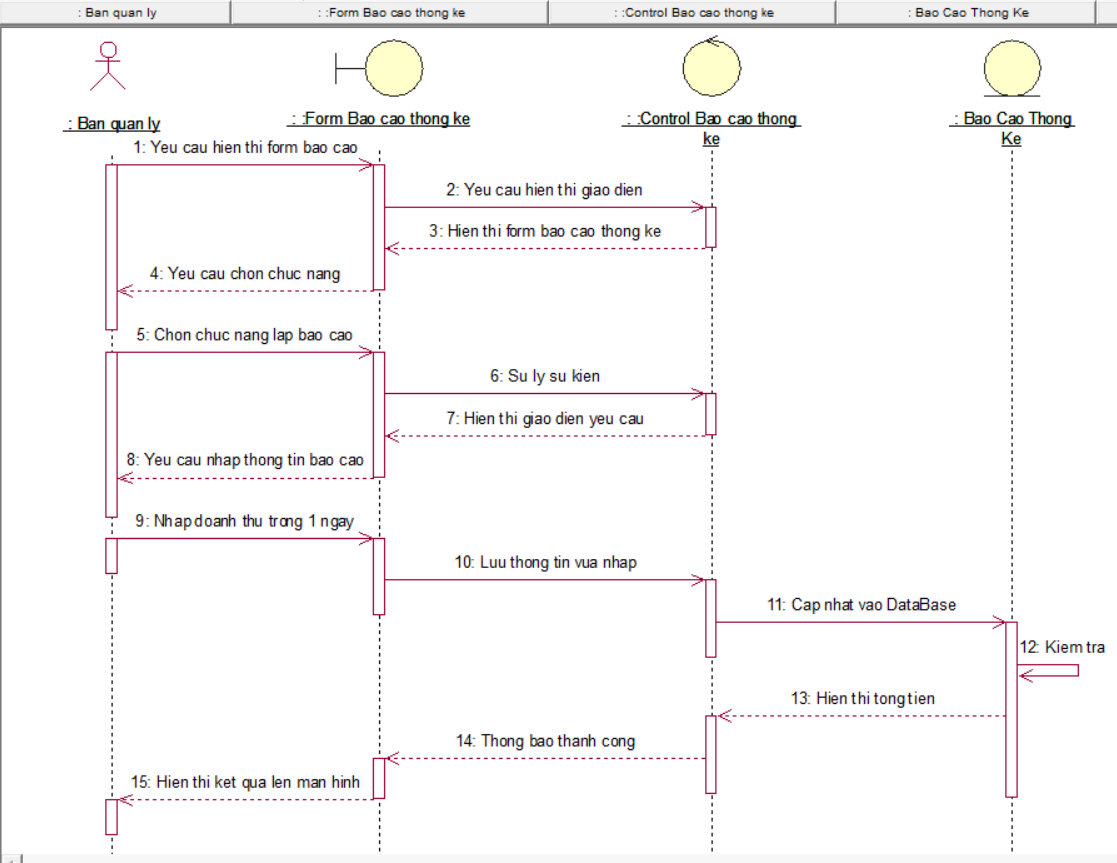 : Ban quan ly
: :Form Bao cao thong ke
: :Control Bao cao thong ke
: Bao Cao Thong Ke
: Ban quan ly
: :Form Bao cao thong ke
: :Control Bao cao thong
ke
: Bao Cao Thong
Ke
1: Yeu cau hien thi form bao cao
2: Yeu cau hien thi giao dien
3: Hien thi form bao cao thong ke
4: Yeu cau chon chuc nang
5: Chon chuc nang lap bao cao
6: Su ly su kien
7: Hien thi giao dien yeu cau
8: Yeu cau nhap thong tin bao cao
9: Nhap doanh thu trong 1 ngay
10: Luu thong tin vua nhap
11: Cap nhat vao DataBase
12: Kiem tra
13: Hien thi tong tien
14: Thong bao thanh cong
15: Hien thi ket qua len man hinh